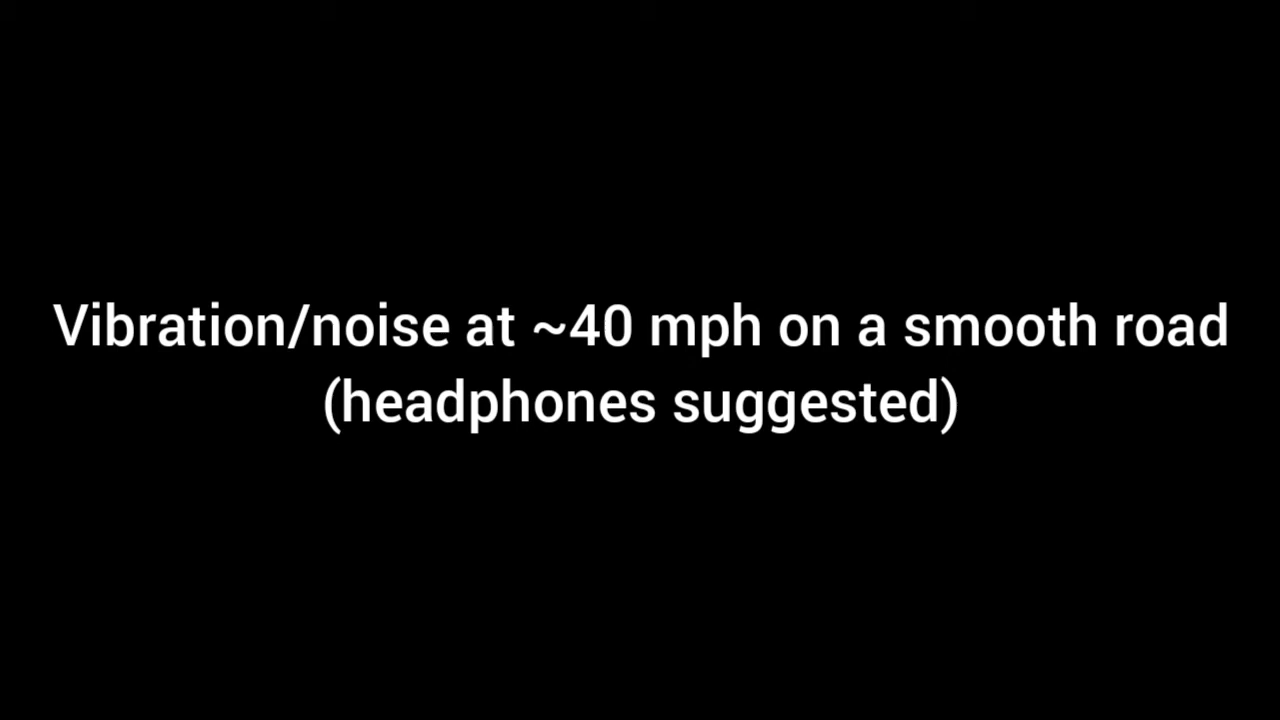 Vibration/noise at ~40 mph on a smooth road
(headphones suggested)